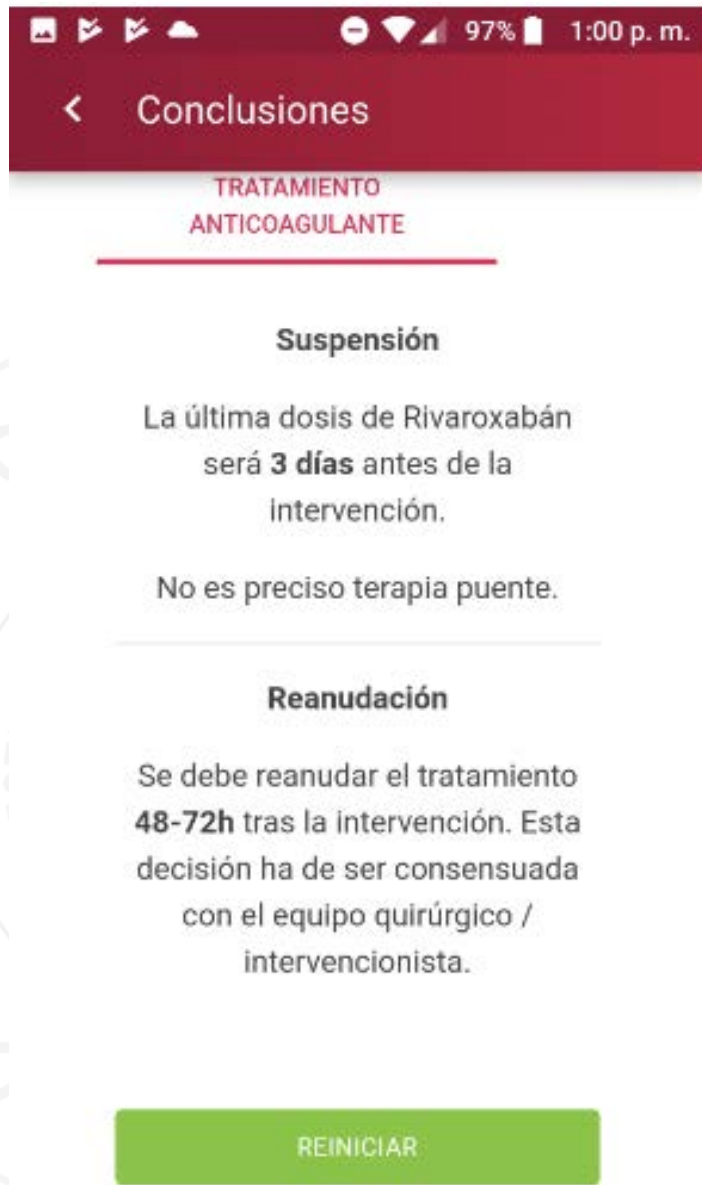 97% 1:00 p. m.
Conclusiones
TRATAMIENTO
ANTICOAGULANTE
Suspensión
La última dosis de Rivaroxabán
será 3 días antes de la
intervención.
No es preciso terapia puente.
Reanudación
Se debe reanudar el tratamiento
48-72h tras la intervención. Esta
decisión ha de ser consensuada
con el equipo quirúrgico /
intervencionista.
REINICIAR